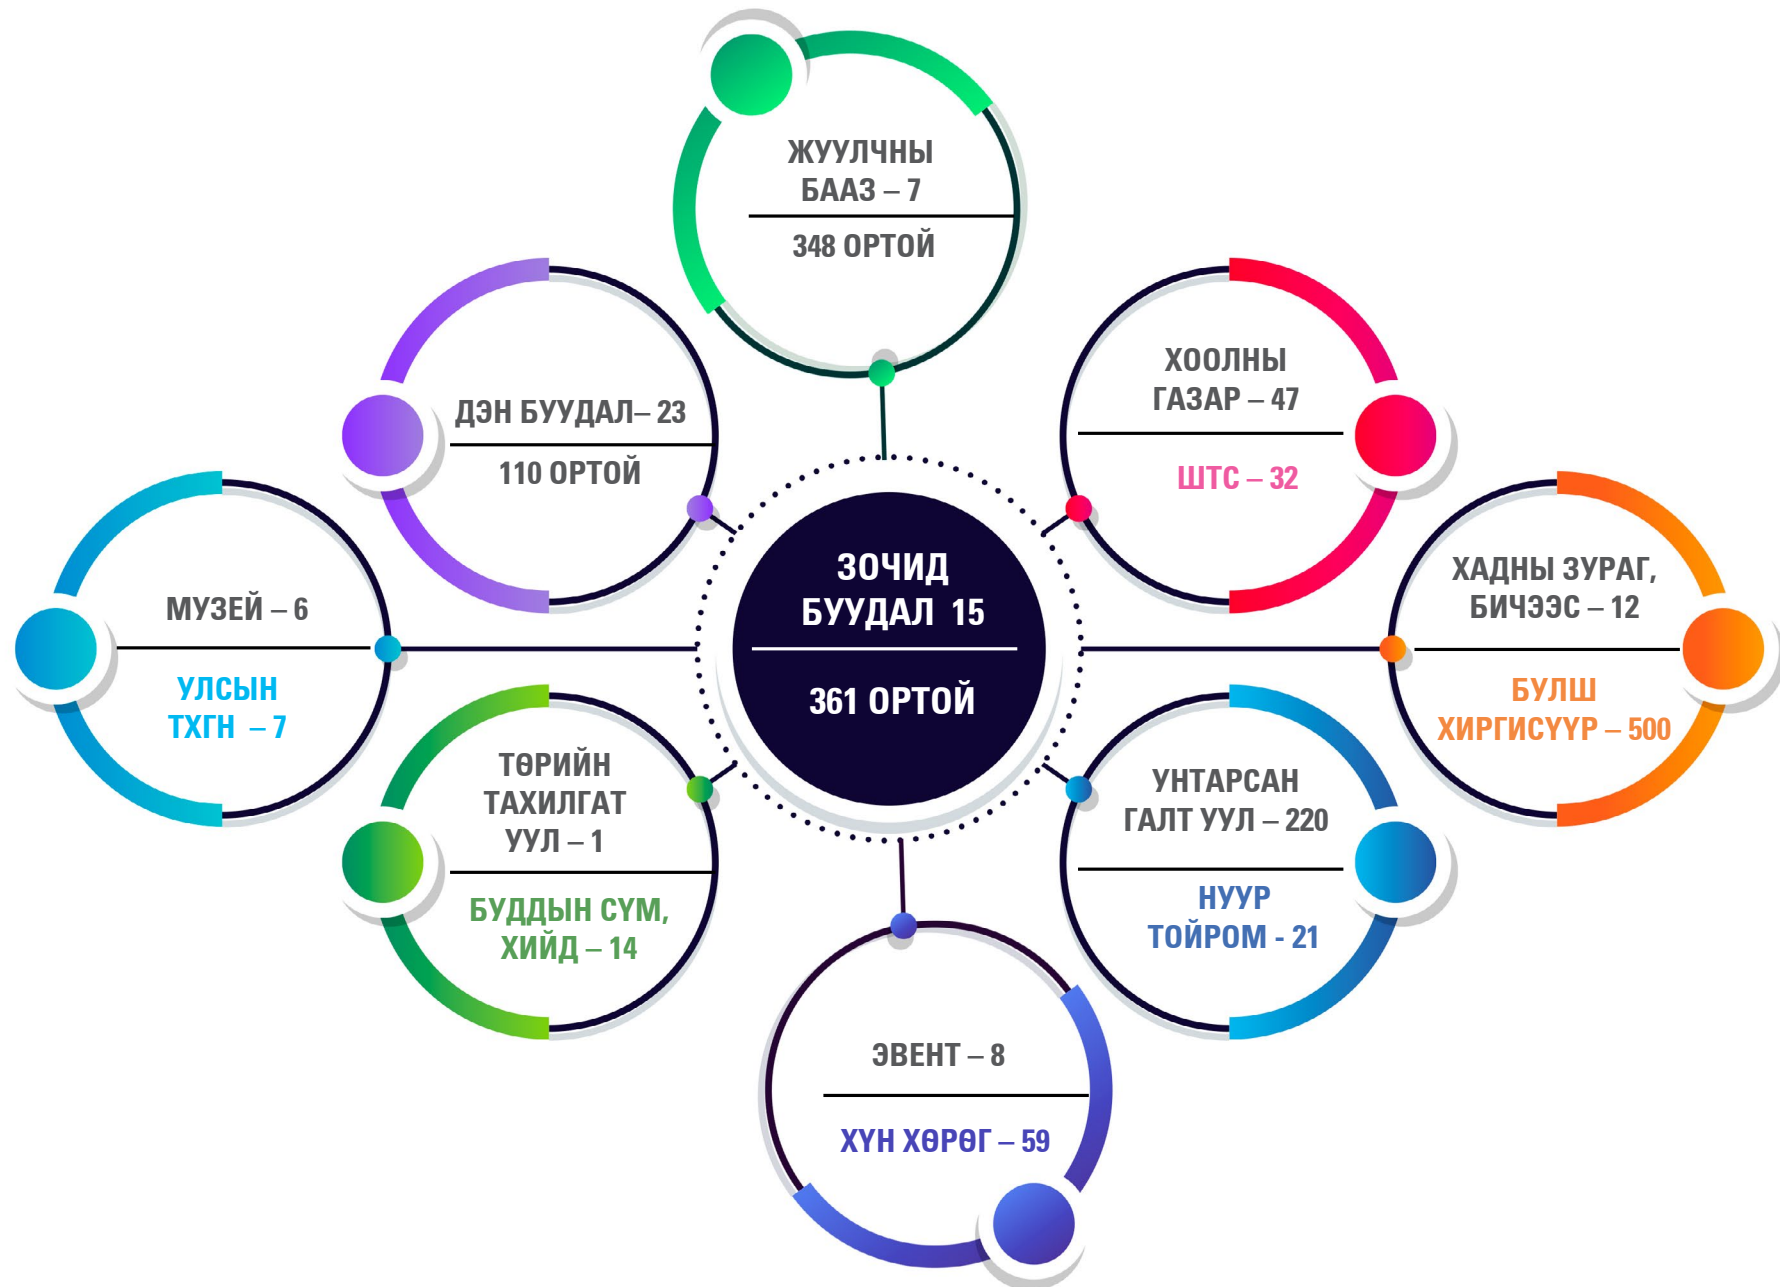 ЖУУЛЧНЫ
БААЗ – 7
348 ОРТОЙ
ДЭН БУУДАЛ– 23
110 ОРТОЙ
ХООЛНЫ
ГАЗАР – 47
ШТС – 32
МУЗЕЙ – 6
УЛСЫН
ТХГН – 7
ЗОЧИД
БУУДАЛ 15
361 ОРТОЙ
ХАДНЫ ЗУРАГ,
БИЧЭЭС – 12
БУЛШ
ХИРГИСҮҮР – 500
ТӨРИЙН
ТАХИЛГАТ
УУЛ – 1
БУДДЫН СҮМ,
ХИЙД – 14
УНТАРСАН
ГАЛТ УУЛ – 220
НУУР
ТОЙРОМ - 21
ЭВЕНТ – 8
ХҮН ХӨРӨГ – 59